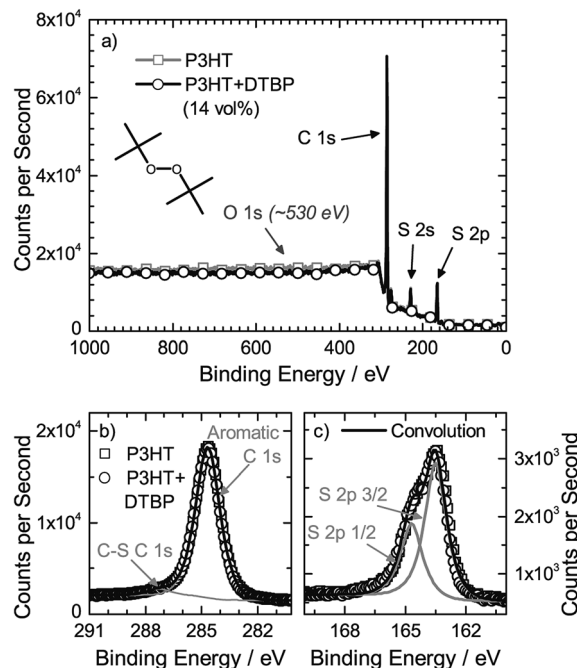 8x10⁴
6x10⁴
4x10⁴
2x10⁴
0
Counts per Second
a)
P3HT
P3HT+DTBP
(14 vol%)
O O
C 1s
O 1s (~530 eV)
S 2s
S 2p
1000 800 600 400 200 0
Binding Energy / eV
2x10⁴
1x10⁴
0
Counts per Second
b)
Aromatic
C 1s
P3HT
P3HT+
DTBP
C-S C 1s
291 288 285 282
Binding Energy / eV
c)
Convolution
S 2p 3/2
S 2p 1/2
168 165 162
Binding Energy / eV
3x10³
2x10³
1x10³
Counts per Second